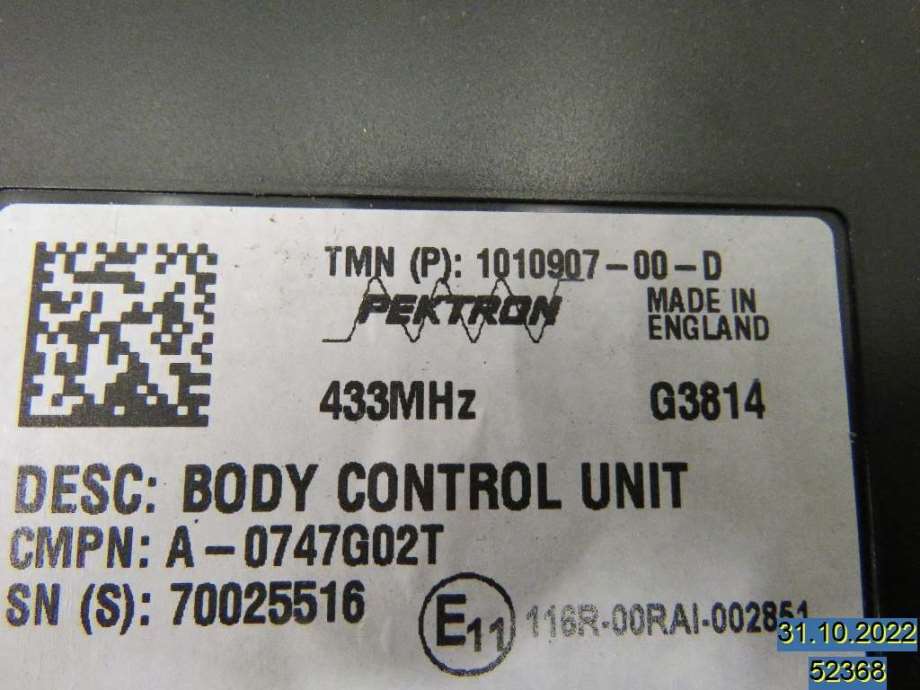 TMN (P): 1010907-00-D
PEKTRON
MADE IN
ENGLAND
433MHz
G3814
DESC: BODY CONTROL UNIT
CMPN: A-0747G02T
SN (S): 70025516
E11
116R-00RAI-002851
31.10.2022
52368